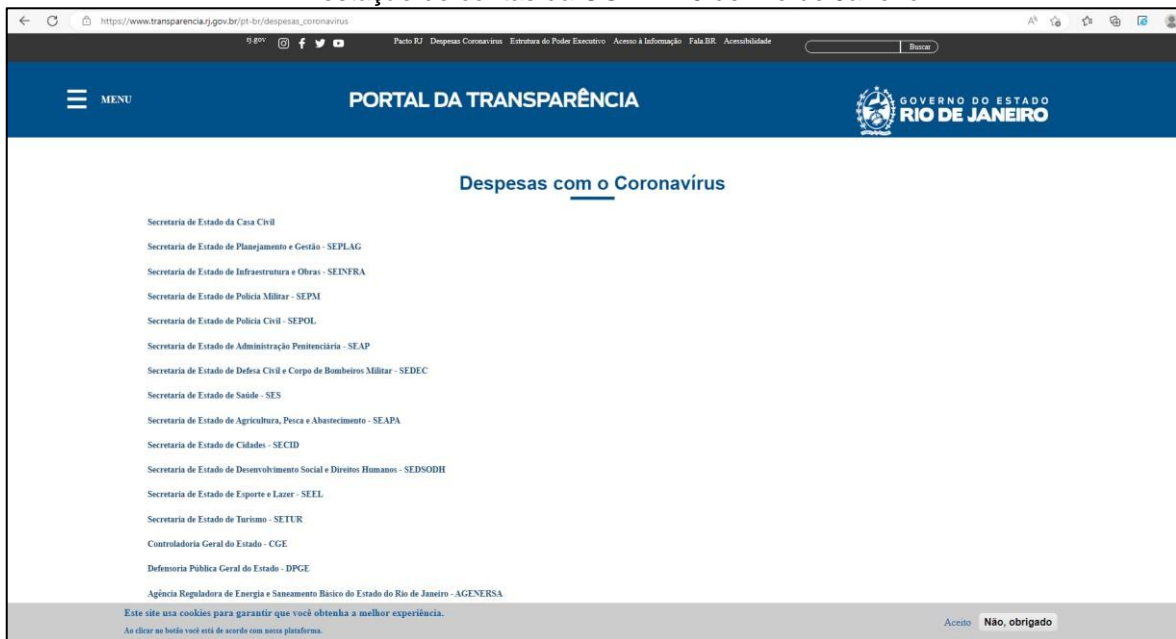 https://www.transparencia.rj.gov.br/pt-br/despesas_coronavirus
rj.gov Pacto RJ Despesas Coronavirus Estrutura do Poder Executivo Acesso à Informação Fala.BR Acessibilidade Buscar
MENU
PORTAL DA TRANSPARÊNCIA
GOVERNO DO ESTADO
RIO DE JANEIRO
Despesas com o Coronavírus
Secretaria de Estado da Casa Civil
Secretaria de Estado de Planejamento e Gestão - SEPLAG
Secretaria de Estado de Infraestrutura e Obras - SEINFRA
Secretaria de Estado de Polícia Militar - SEPM
Secretaria de Estado de Polícia Civil - SEPOL
Secretaria de Estado de Administração Penitenciária - SEAP
Secretaria de Estado de Defesa Civil e Corpo de Bombeiros Militar - SEDEC
Secretaria de Estado de Saúde - SES
Secretaria de Estado de Agricultura, Pesca e Abastecimento - SEAPA
Secretaria de Estado de Cidades - SECID
Secretaria de Estado de Desenvolvimento Social e Direitos Humanos - SEDSODH
Secretaria de Estado de Esporte e Lazer - SEEL
Secretaria de Estado de Turismo - SETUR
Controladoria Geral do Estado - CGE
Defensoria Pública Geral do Estado - DPGE
Agência Reguladora de Energia e Saneamento Básico do Estado do Rio de Janeiro - AGENERSA
Este site usa cookies para garantir que você obtenha a melhor experiência.
Ao clicar no botão você está de acordo com nossa plataforma.
Aceito Não, obrigado